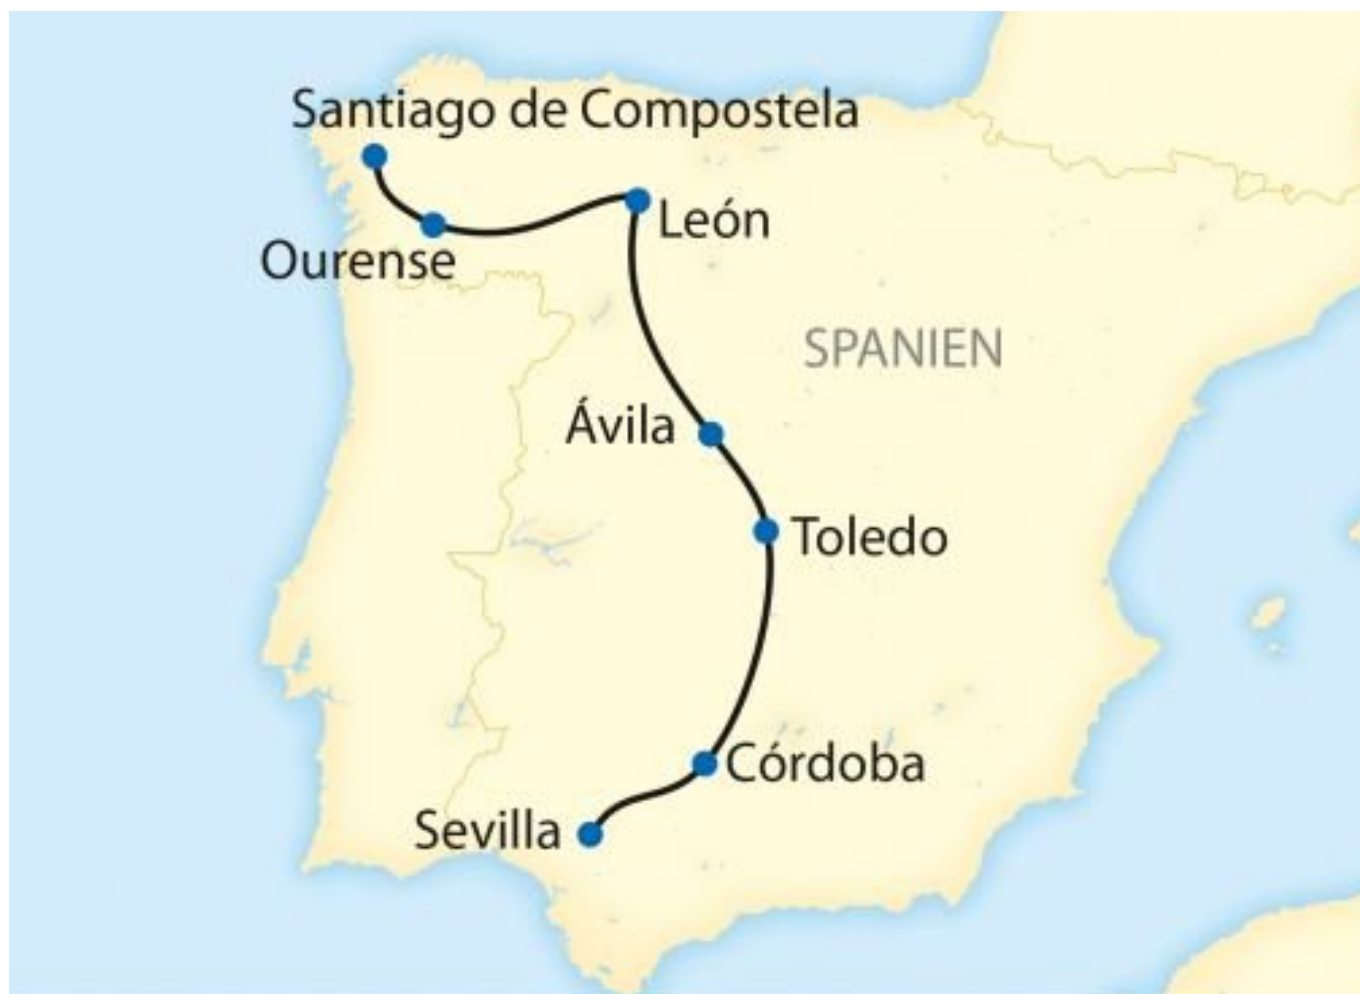 Santiago de Compostela
León
Ourense
SPANIEN
Ávila
Toledo
Córdoba
Sevilla